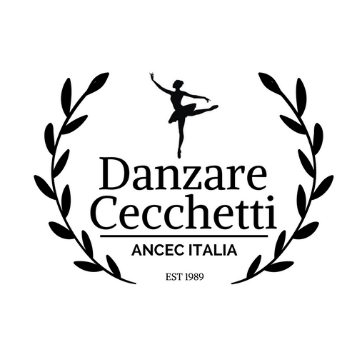 Danzare
Cecchetti
ANCEC ITALIA
EST 1989